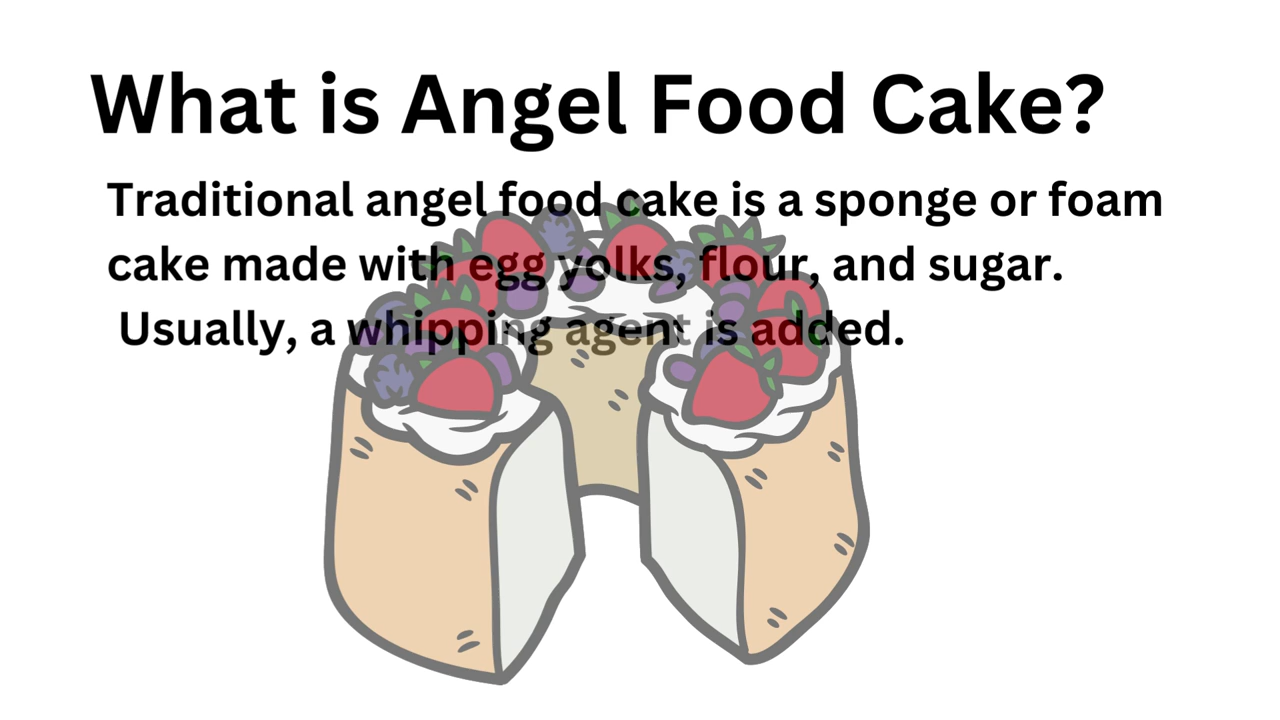 What is Angel Food Cake?
Traditional angel food cake is a sponge or foam
cake made with egg yolks, flour, and sugar.
Usually, a whipping agent is added.